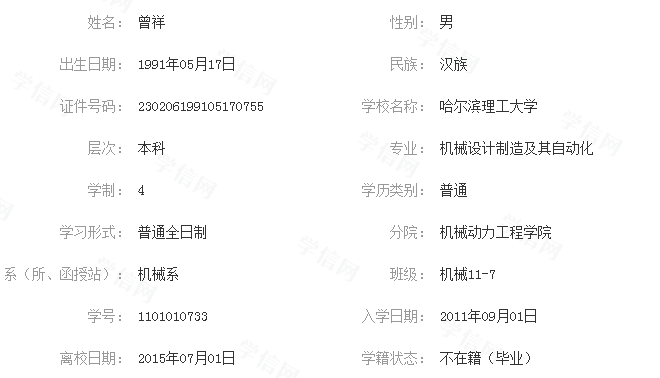 姓名： 曾祥 性别： 男
出生日期： 1991年05月17日 民族： 汉族
证件号码： 230206199105170755 学校名称： 哈尔滨理工大学
层次： 本科 专业： 机械设计制造及其自动化
学制： 4 学历类别： 普通
学习形式： 普通全日制 分院： 机械动力工程学院
系（所、函授站）： 机械系 班级： 机械11-7
学号： 1101010733 入学日期： 2011年09月01日
离校日期： 2015年07月01日 学籍状态： 不在籍（毕业）
学信网